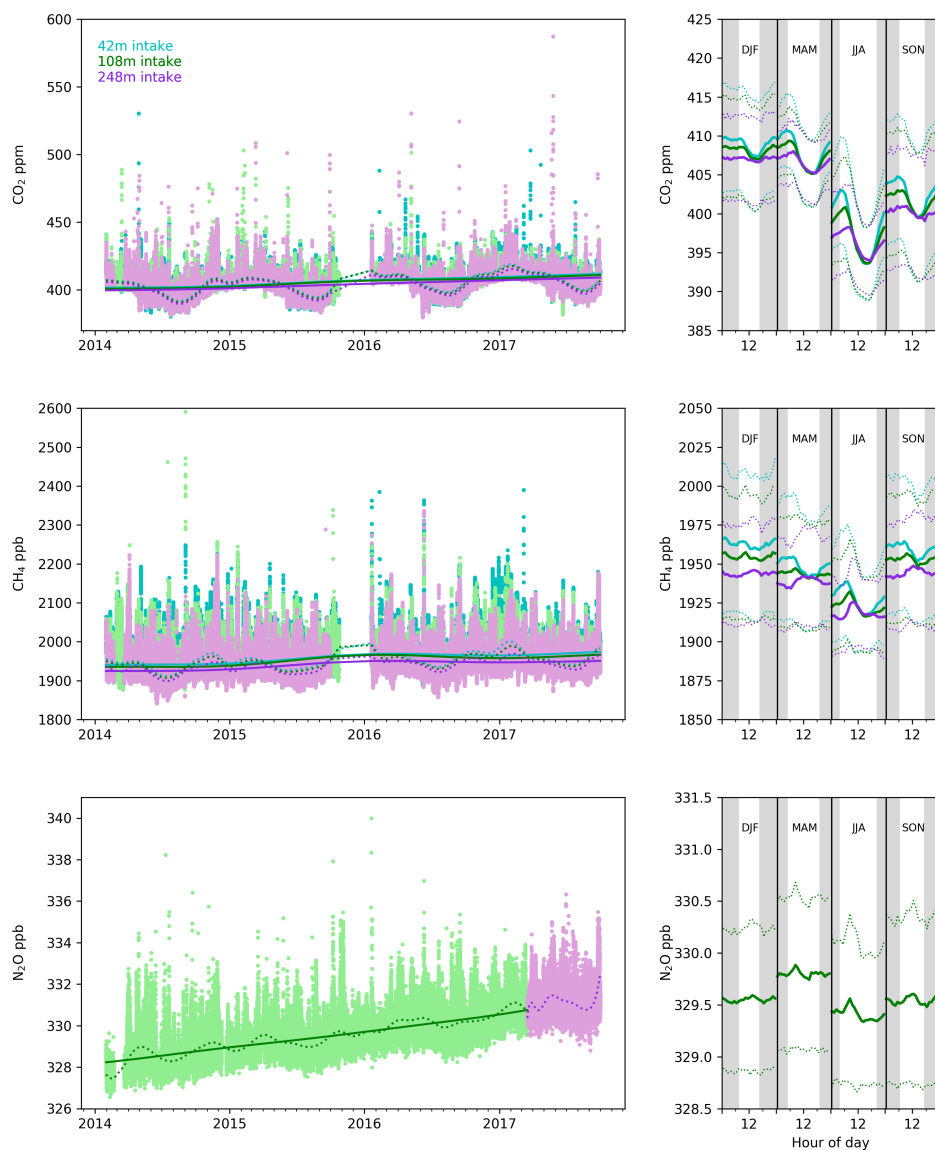 600
550
500
450
400
CO₂ ppm
42m intake
108m intake
248m intake
2014 2015 2016 2017
425
420
415
410
405
400
395
390
385
CO₂ ppm
DJF MAM JJA SON
12 12 12 12
2600
2500
2400
2300
2200
2100
2000
1900
1800
CH₄ ppb
2014 2015 2016 2017
2050
2025
2000
1975
1950
1925
1900
1875
1850
CH₄ ppb
DJF MAM JJA SON
12 12 12 12
340
338
336
334
332
330
328
326
N₂O ppb
2014 2015 2016 2017
331.5
331.0
330.5
330.0
329.5
329.0
328.5
N₂O ppb
DJF MAM JJA SON
12 12 12 12
Hour of day